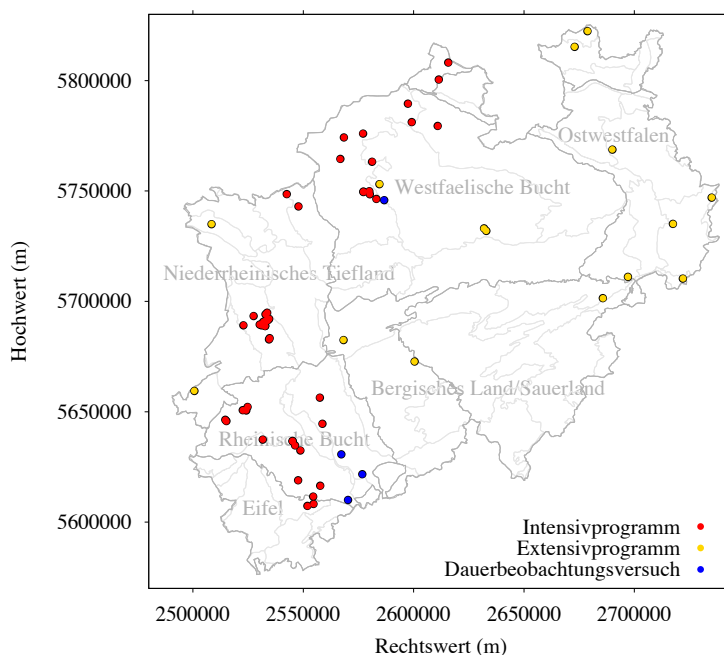 5800000
Ostwestfalen
5750000
Westfaelische Bucht
Niederrheinisches Tiefland
5700000
Hochwert (m)
Bergisches Land/Sauerland
5650000
Rheinische Bucht
5600000
Eifel
Intensivprogramm
Extensivprogramm
Dauerbeobachtungsversuch
2500000 2550000 2600000 2650000 2700000
Rechtswert (m)